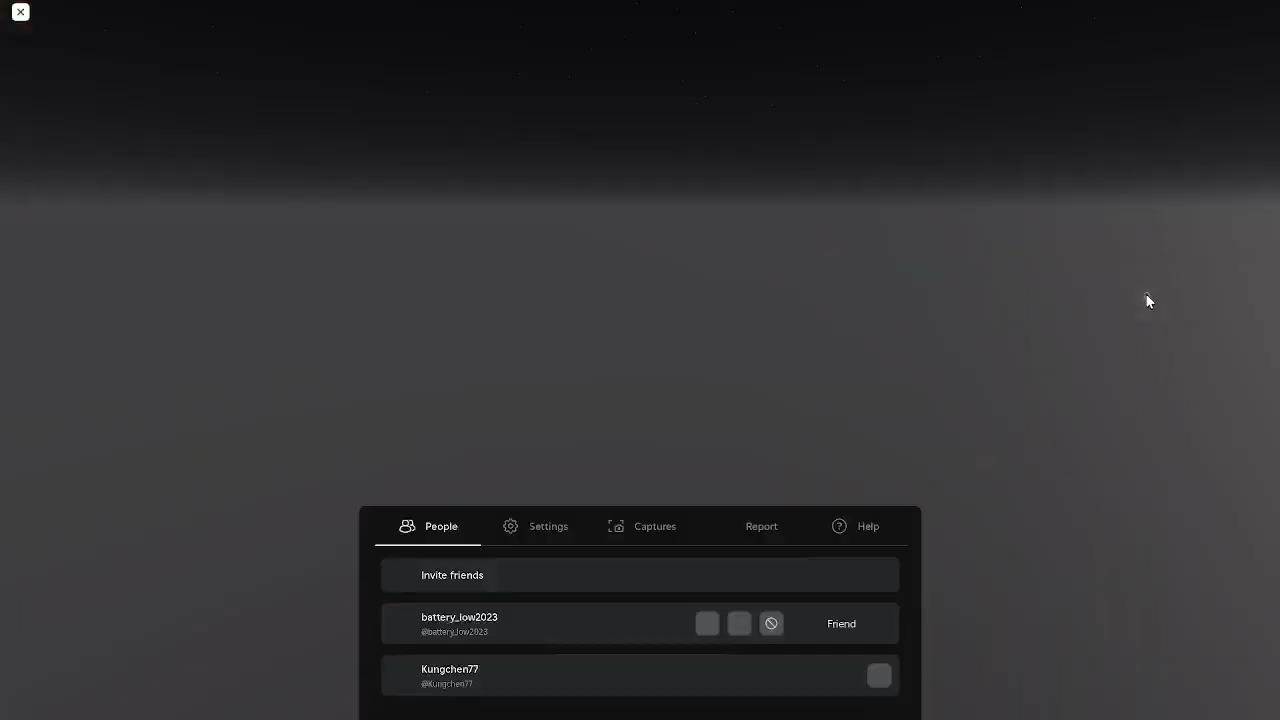 People
Settings
Captures
Report
Help
Invite friends
battery_low2023
@battery_low2023
Friend
Kungchen77
@Kungchen77